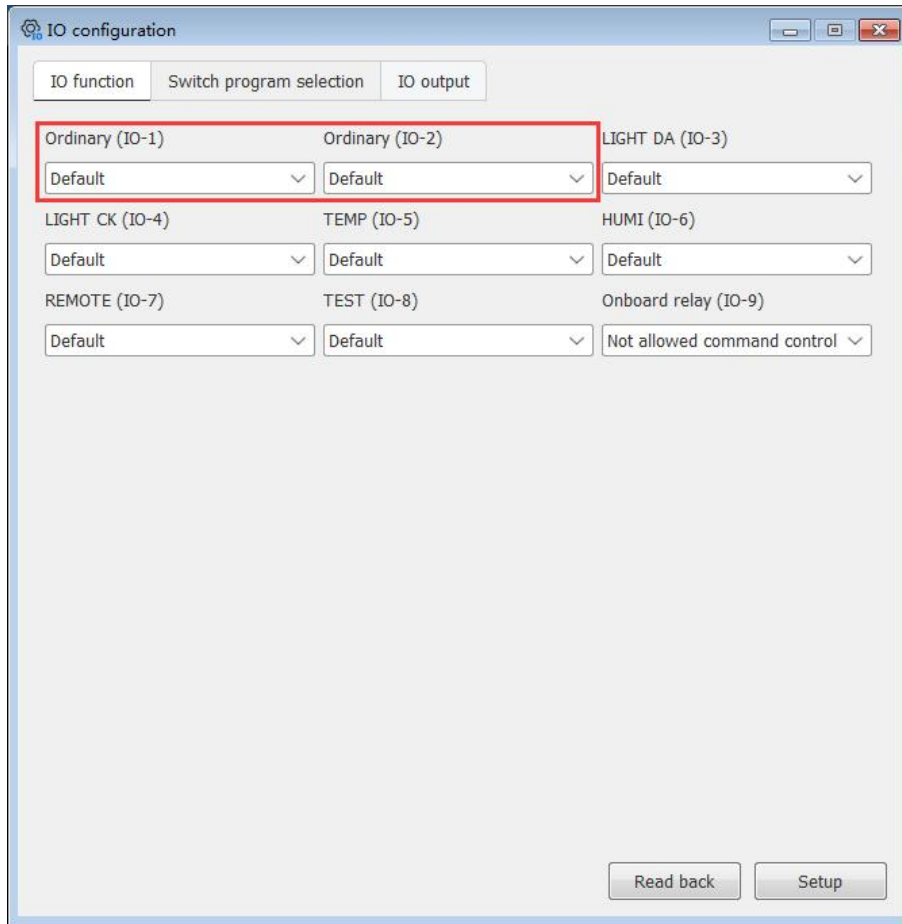 IO configuration
IO function Switch program selection IO output
Ordinary (IO-1) Ordinary (IO-2) LIGHT DA (IO-3)
Default Default Default
LIGHT CK (IO-4) TEMP (IO-5) HUMI (IO-6)
Default Default Default
REMOTE (IO-7) TEST (IO-8) Onboard relay (IO-9)
Default Default Not allowed command control
Read back Setup